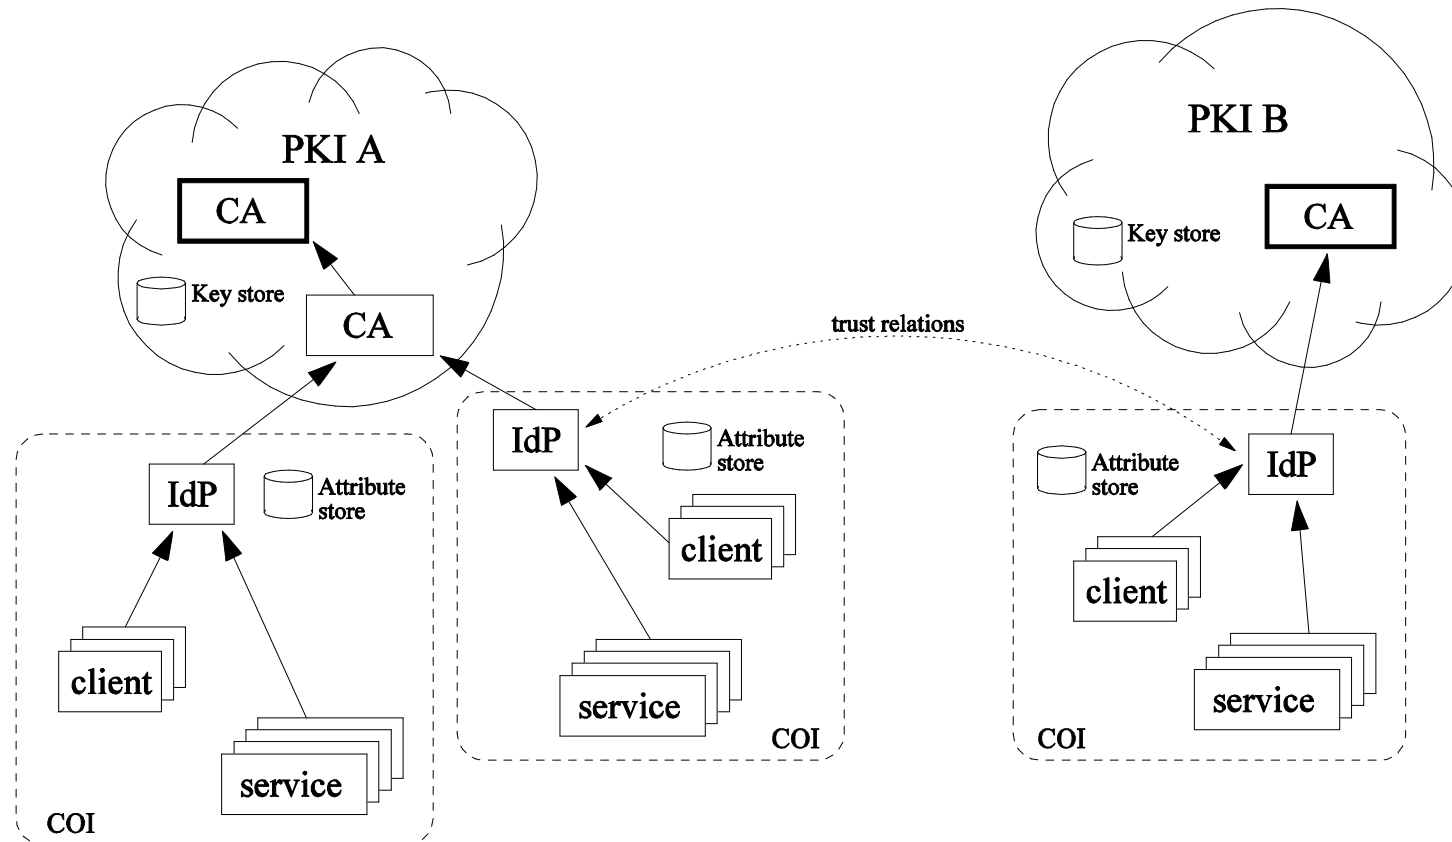 PKI A
CA
Key store
CA
PKI B
CA
Key store
trust relations
IdP
Attribute
store
client
service
COI
IdP
Attribute
store
client
service
COI
IdP
Attribute
store
client
service
COI